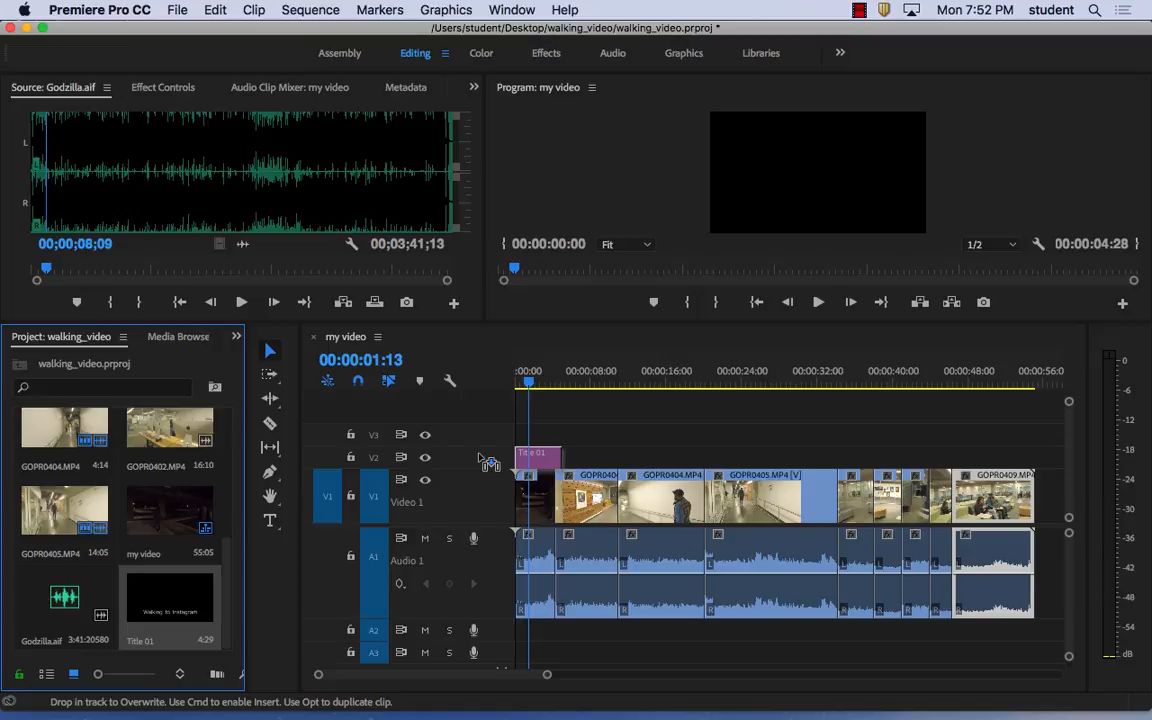 Premiere Pro CC File Edit Clip Sequence Markers Graphics Window Help Mon 7:52 PM student
/Users/student/Desktop/walking_video/walking_video.prproj *
Assembly Editing Color Effects Audio Graphics Libraries
Source: Godzilla.aif Effect Controls Audio Clip Mixer: my video Metadata
Program: my video
L
R
00;00;08;09 00;03;41;13
00:00:00:00 Fit 1/2 00:00:04:28
Project: walking_video Media Browse
walking_video.prproj
GOPR0404.MP4 4:14 GOPR0402.MP4 16:10
GOPR0405.MP4 14:05 my video 55:05
Walking to Instagram
Godzilla.aif 3:41:20580 Title 01 4:29
my video
00:00:01:13
:00:00 00:00:08:00 00:00:16:00 00:00:24:00 00:00:32:00 00:00:40:00 00:00:48:00 00:00:56:0
V3
V2 Title 01
V1 V1 Video 1
GOPR0404 GOPR0404.MP4 GOPR0405.MP4 [V] GOPR0409.MP4
A1 M S
Audio 1
A2 M S
A3 M S
0
-6
-12
-18
-24
-30
-36
-42
-48
-54
dB
Drop in track to Overwrite. Use Cmd to enable Insert. Use Opt to duplicate clip.